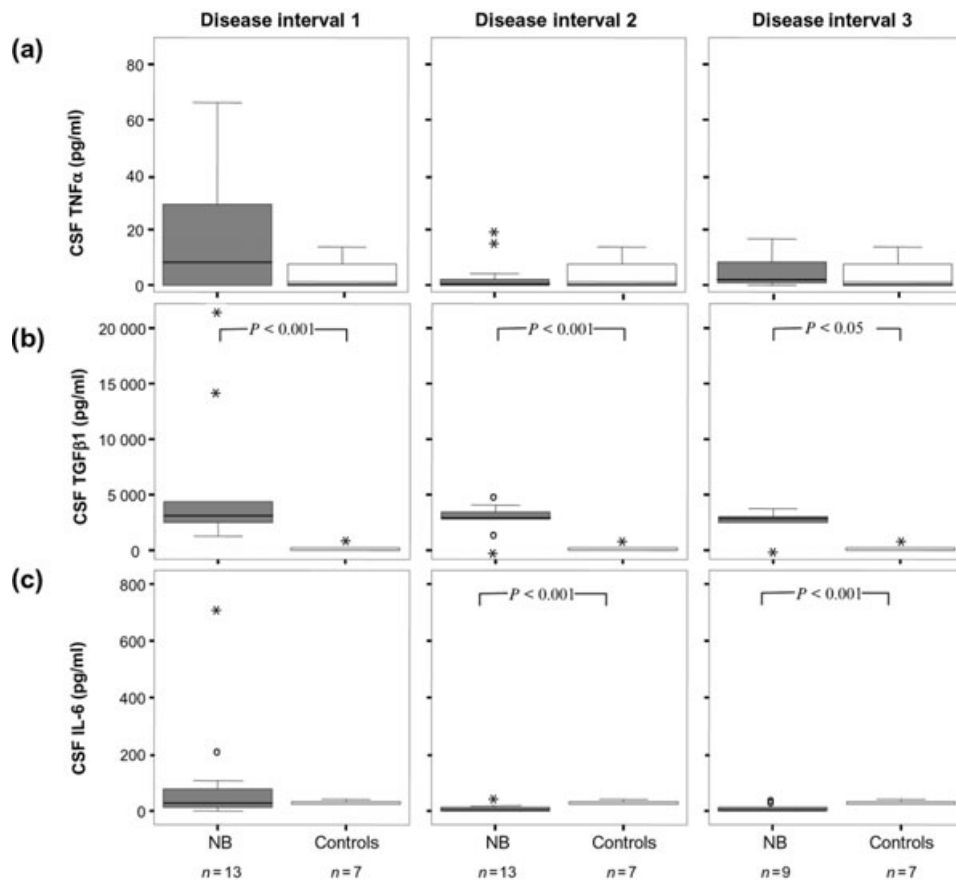 Disease interval 1 Disease interval 2 Disease interval 3
(a)
CSF TNFα (pg/ml)
80
60
40
20
0
(b)
CSF TGFβ1 (pg/ml)
20 000
15 000
10 000
5 000
0
P < 0.001 P < 0.001 P < 0.05
(c)
CSF IL-6 (pg/ml)
800
600
400
200
0
P < 0.001 P < 0.001
NB Controls NB Controls NB Controls
n=13 n=7 n=13 n=7 n=9 n=7